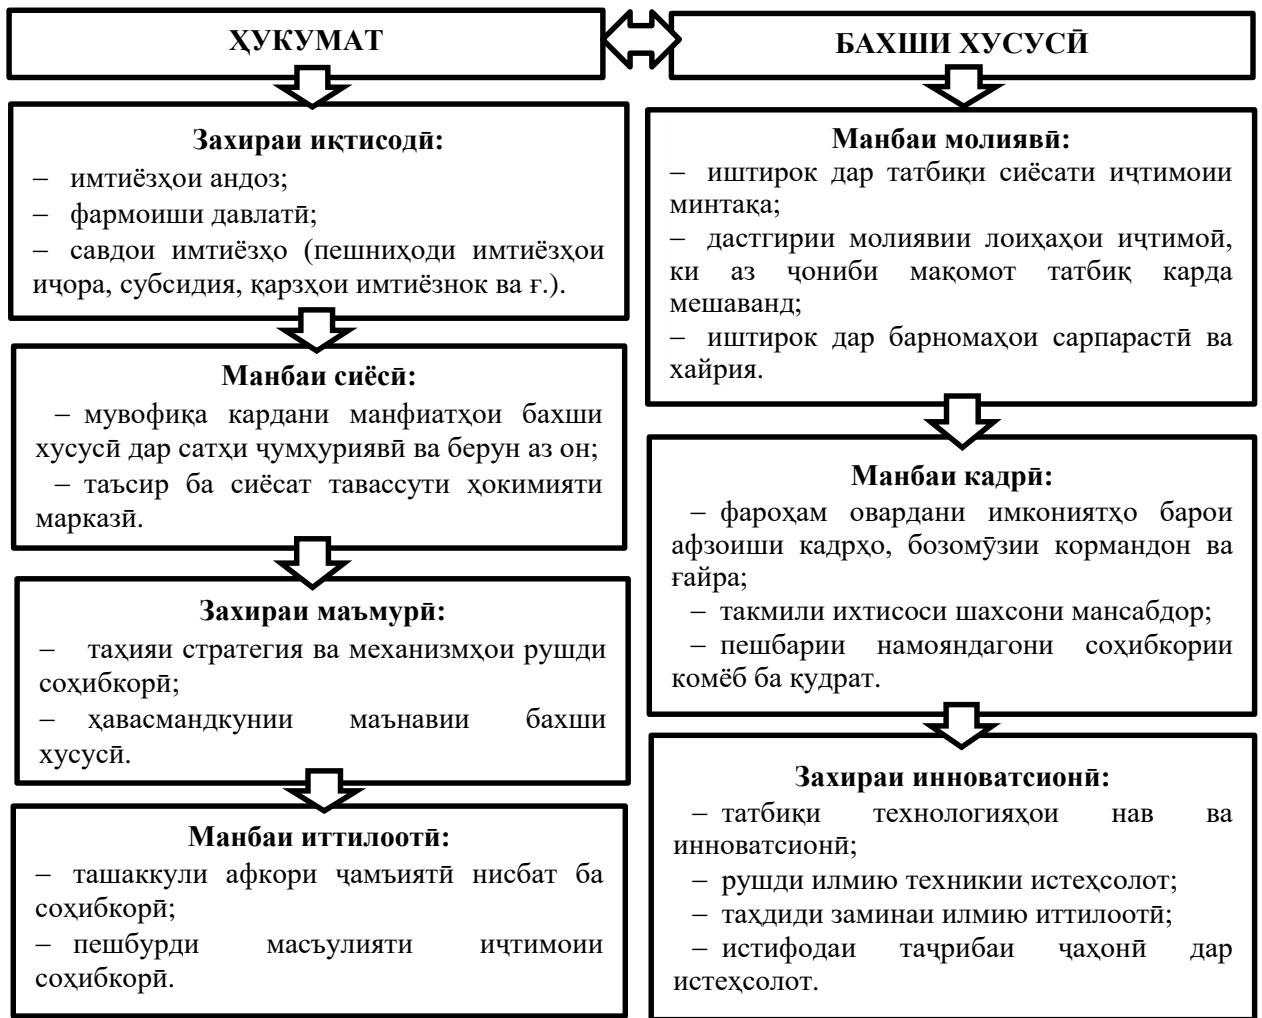 ҲУКУМАТ
Захираи иқтисодӣ:
– имтиёзҳои андоз;
– фармоиши давлатӣ;
– савдои имтиёзҳо (пешниҳоди имтиёзҳои
иҷора, субсидия, қарзҳои имтиёзнок ва ғ.).
Манбаи сиёсӣ:
– мувофиқа кардани манфиатҳои бахши
хусусӣ дар сатҳи ҷумҳуриявӣ ва берун аз он;
– таъсир ба сиёсат тавассути ҳокимияти
марказӣ.
Захираи маъмурӣ:
– таҳияи стратегия ва механизмҳои рушди
соҳибкорӣ;
– ҳавасмандкунии маънавии бахши
хусусӣ.
Манбаи иттилоотӣ:
– ташаккули афкори ҷамъиятӣ нисбат ба
соҳибкорӣ;
– пешбурди масъулияти иҷтимоии
соҳибкорӣ.
БАХШИ ХУСУСӢ
Манбаи молиявӣ:
– иштирок дар татбиқи сиёсати иҷтимоии
минтақа;
– дастгирии молиявии лоиҳаҳои иҷтимоӣ,
ки аз ҷониби мақомот татбиқ карда
мешаванд;
– иштирок дар барномаҳои сарпарастӣ ва
хайрия.
Манбаи кадрӣ:
– фароҳам овардани имкониятҳо барои
афзоиши кадрҳо, бозомӯзии кормандон ва
ғайра;
– такмили ихтисоси шахсони мансабдор;
– пешбарии намояндагони соҳибкории
комёб ба қудрат.
Захираи инноватсионӣ:
– татбиқи технологияҳои нав ва
инноватсионӣ;
– рушди илмию техникии истеҳсолот;
– таҳдиди заминаи илмию иттилоотӣ;
– истифодаи таҷрибаи ҷаҳонӣ дар
истеҳсолот.